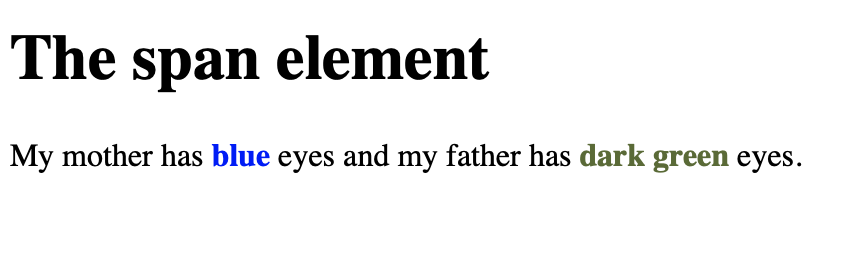 The span element
My mother has blue eyes and my father has dark green eyes.